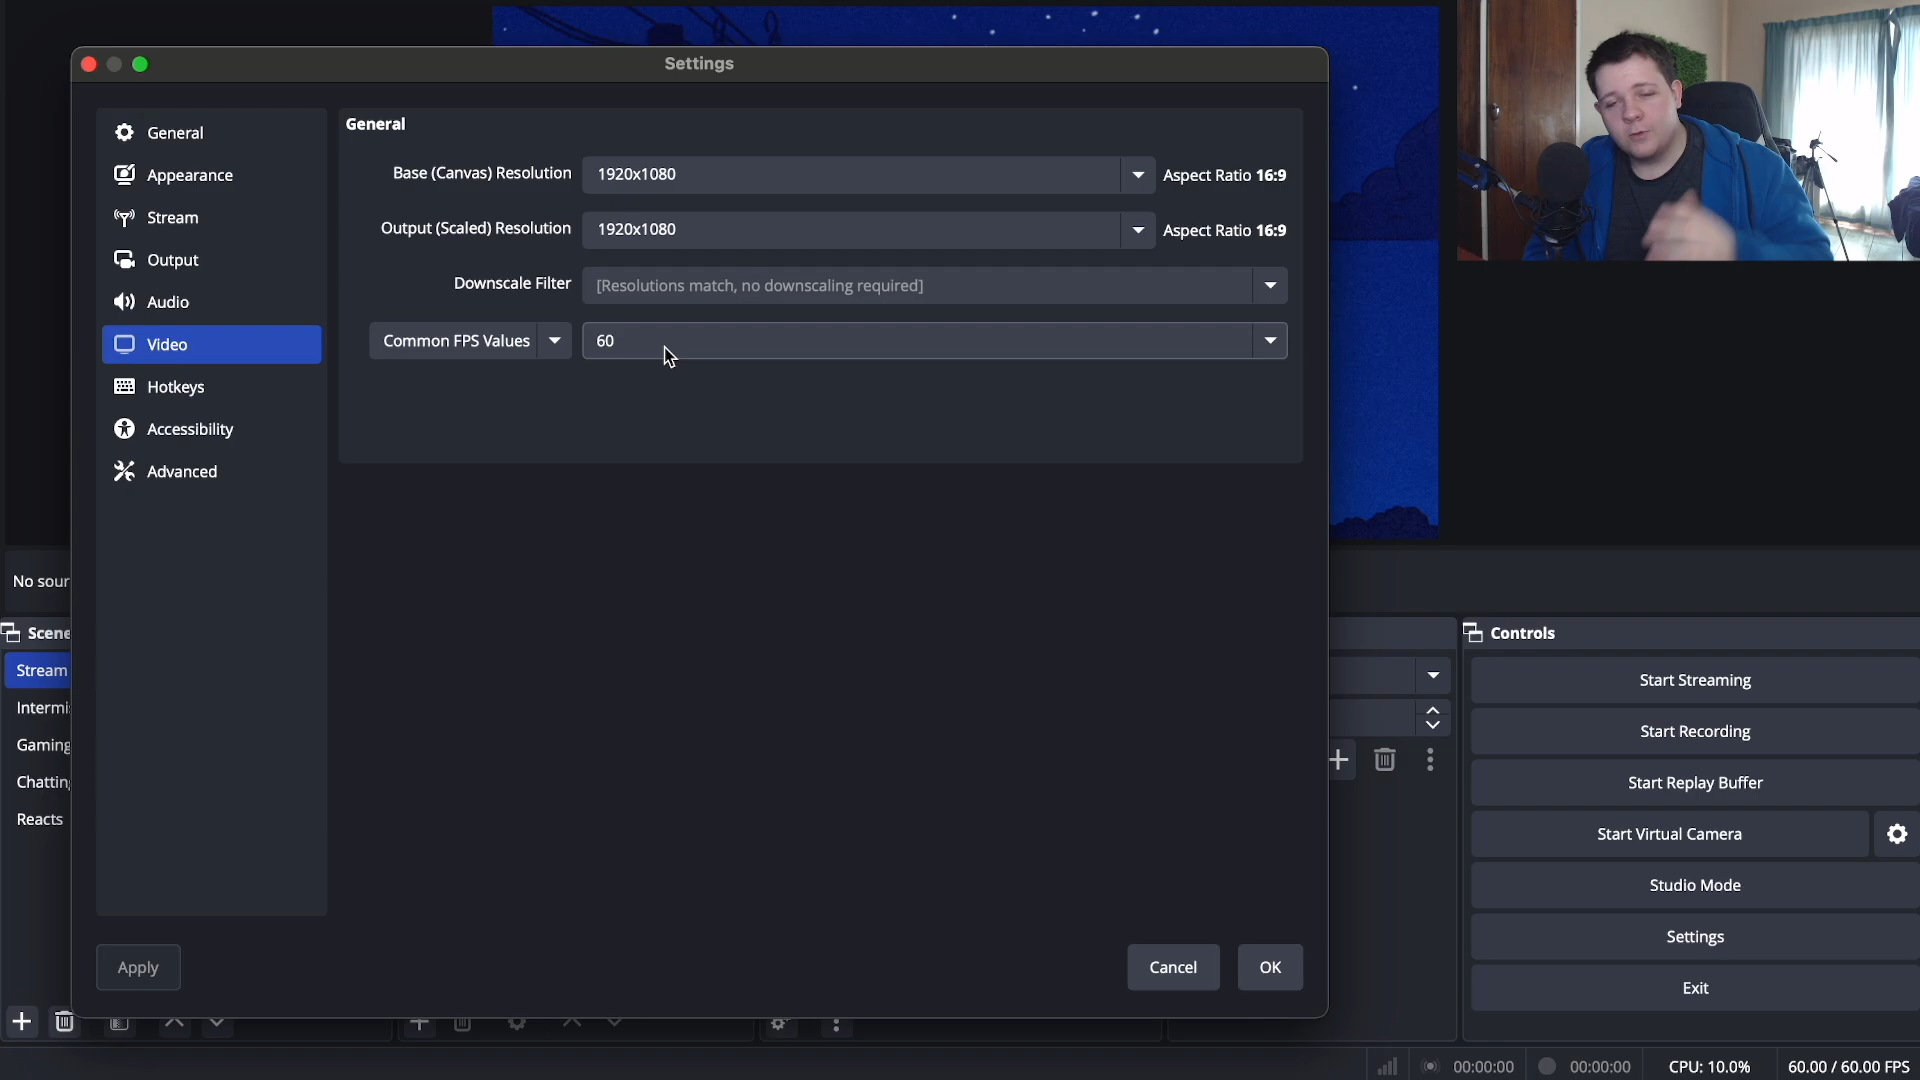 Settings
General
Appearance
Stream
Output
Audio
Video
Hotkeys
Accessibility
Advanced
General
Base (Canvas) Resolution 1920x1080 Aspect Ratio 16:9
Output (Scaled) Resolution 1920x1080 Aspect Ratio 16:9
Downscale Filter [Resolutions match, no downscaling required]
Common FPS Values 60
Apply
Cancel
OK
No sour
Scene
Stream
Intermi
Gaming
Chatting
Reacts
Controls
Start Streaming
Start Recording
Start Replay Buffer
Start Virtual Camera
Studio Mode
Settings
Exit
00:00:00 00:00:00 CPU: 10.0% 60.00 / 60.00 FPS